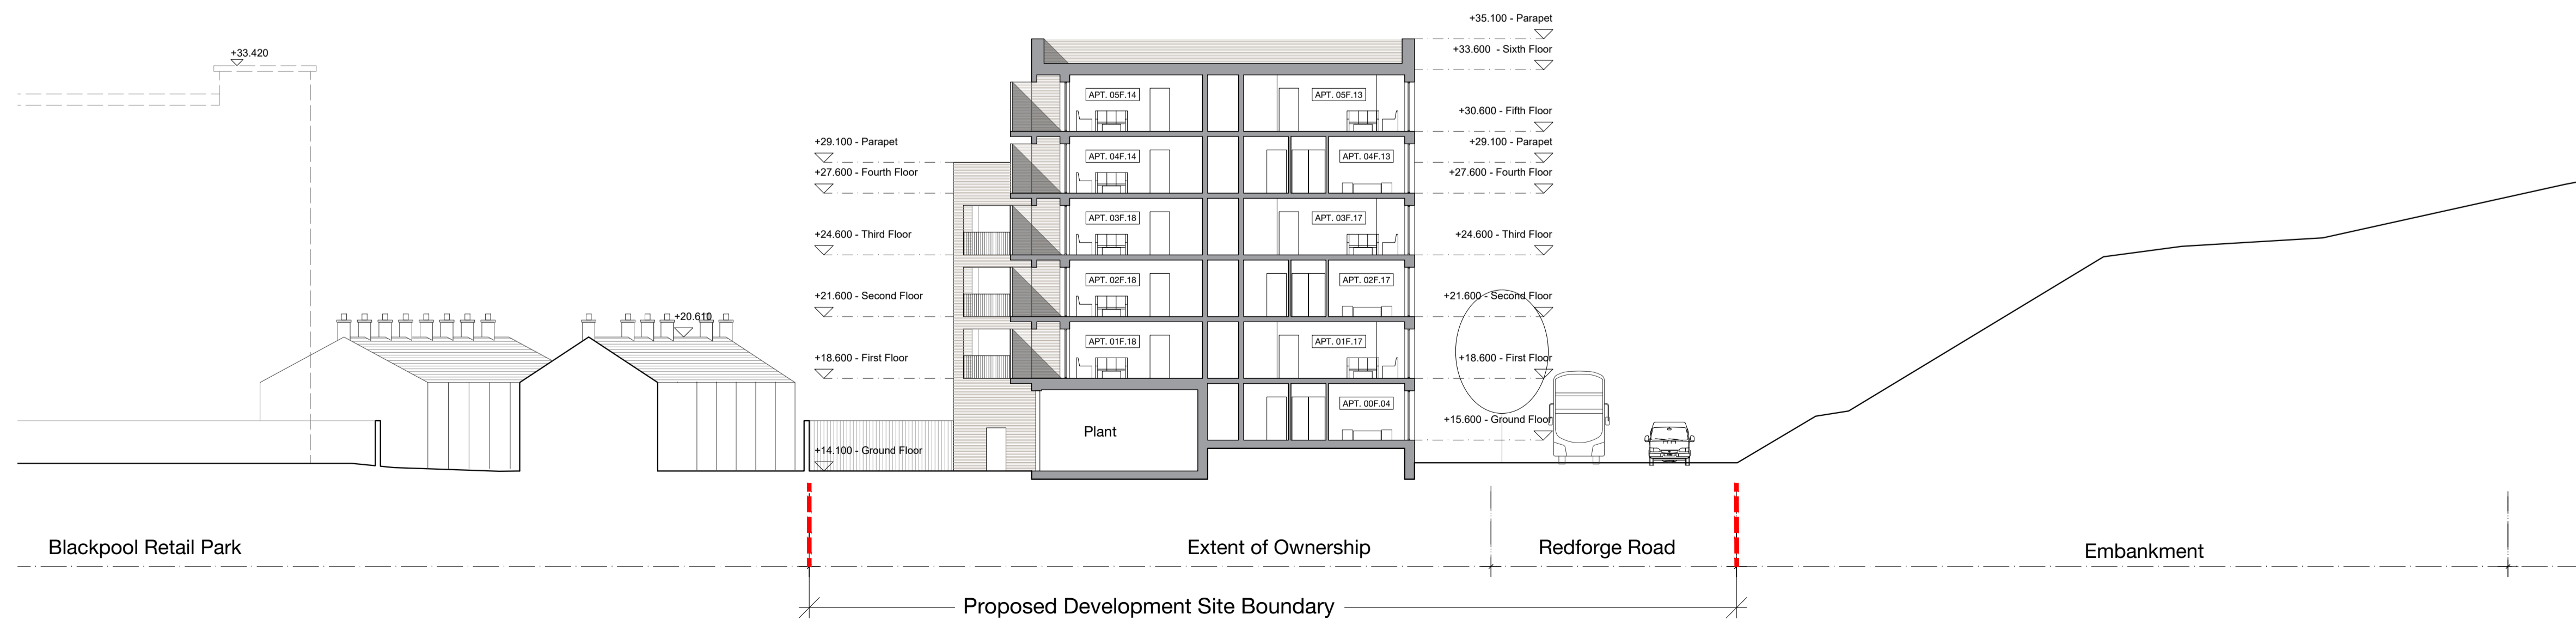 +33.420
+20.610
+29.100 - Parapet
+27.600 - Fourth Floor
+24.600 - Third Floor
+21.600 - Second Floor
+18.600 - First Floor
+14.100 - Ground Floor
APT. 05F.14
APT. 05F.13
APT. 04F.14
APT. 04F.13
APT. 03F.18
APT. 03F.17
APT. 02F.18
APT. 02F.17
APT. 01F.18
APT. 01F.17
APT. 00F.04
Plant
+35.100 - Parapet
+33.600 - Sixth Floor
+30.600 - Fifth Floor
+29.100 - Parapet
+27.600 - Fourth Floor
+24.600 - Third Floor
+21.600 - Second Floor
+18.600 - First Floor
+15.600 - Ground Floor
Blackpool Retail Park
Extent of Ownership
Redforge Road
Embankment
Proposed Development Site Boundary